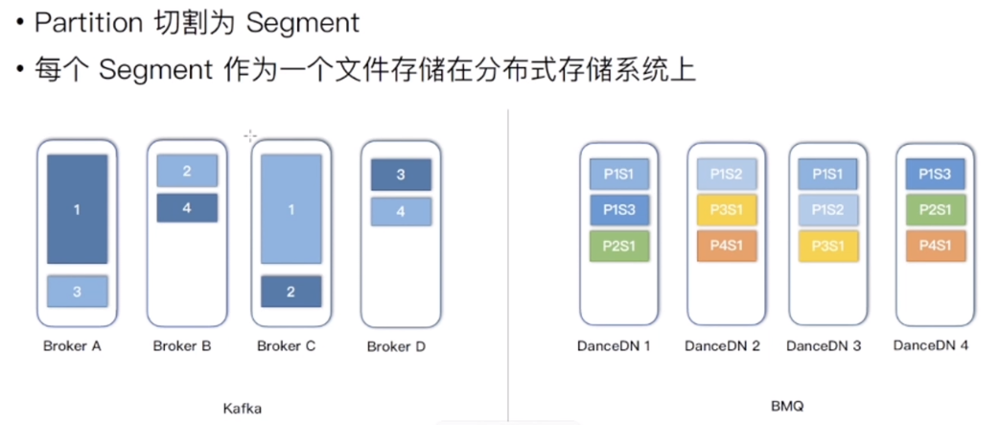 • Partition 切割为 Segment
• 每个 Segment 作为一个文件存储在分布式存储系统上
1
3
Broker A
2
4
Broker B
1
2
Broker C
3
4
Broker D
Kafka
P1S1
P1S3
P2S1
DanceDN 1
P1S2
P3S1
P4S1
DanceDN 2
P1S1
P1S2
P3S1
DanceDN 3
P1S3
P2S1
P4S1
DanceDN 4
BMQ